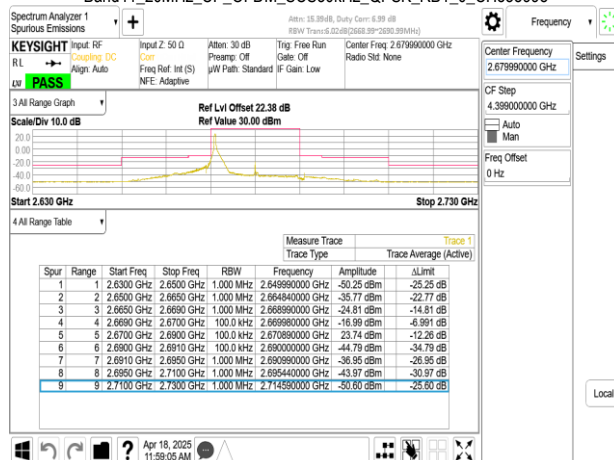 Spectrum Analyzer 1
Spurious Emissions
Attn: 15.39dB, Duty Corr: 6.99 dB
RBW Trans:6.02dB(2668.99~2690.99MHz)
Frequency
KEYSIGHT
Input: RF
Coupling: DC
Align: Auto
Input Z: 50 Ω
Corr
Freq Ref: Int (S)
NFE: Adaptive
Atten: 30 dB
Preamp: Off
µW Path: Standard
Trig: Free Run
Gate: Off
IF Gain: Low
Center Freq: 2.679990000 GHz
Radio Std: None
RL
LXI
PASS
Center Frequency
2.679990000 GHz
Settings
CF Step
4.399000000 GHz
Auto
Man
Freq Offset
0 Hz
3 All Range Graph
Scale/Div 10.0 dB
Ref Lvl Offset 22.38 dB
Ref Value 30.00 dBm
20.0
0.00
-20.0
-40.0
-60.0
Start 2.630 GHz
Stop 2.730 GHz
4 All Range Table
Measure Trace Trace 1
Trace Type Trace Average (Active)
Spur Range Start Freq Stop Freq RBW Frequency Amplitude ΔLimit
1 1 2.6300 GHz 2.6500 GHz 1.000 MHz 2.649990000 GHz -50.25 dBm -25.25 dB
2 2 2.6500 GHz 2.6650 GHz 1.000 MHz 2.664840000 GHz -35.77 dBm -22.77 dB
3 3 2.6650 GHz 2.6690 GHz 1.000 MHz 2.668990000 GHz -24.81 dBm -14.81 dB
4 4 2.6690 GHz 2.6700 GHz 100.0 kHz 2.669980000 GHz -16.99 dBm -6.991 dB
5 5 2.6700 GHz 2.6900 GHz 100.0 kHz 2.670890000 GHz 23.74 dBm -12.26 dB
6 6 2.6900 GHz 2.6910 GHz 100.0 kHz 2.690000000 GHz -44.79 dBm -34.79 dB
7 7 2.6910 GHz 2.6950 GHz 1.000 MHz 2.690990000 GHz -36.95 dBm -26.95 dB
8 8 2.6950 GHz 2.7100 GHz 1.000 MHz 2.695440000 GHz -43.97 dBm -30.97 dB
9 9 2.7100 GHz 2.7300 GHz 1.000 MHz 2.714590000 GHz -50.60 dBm -25.60 dB
Local
?
Apr 18, 2025
11:59:05 AM